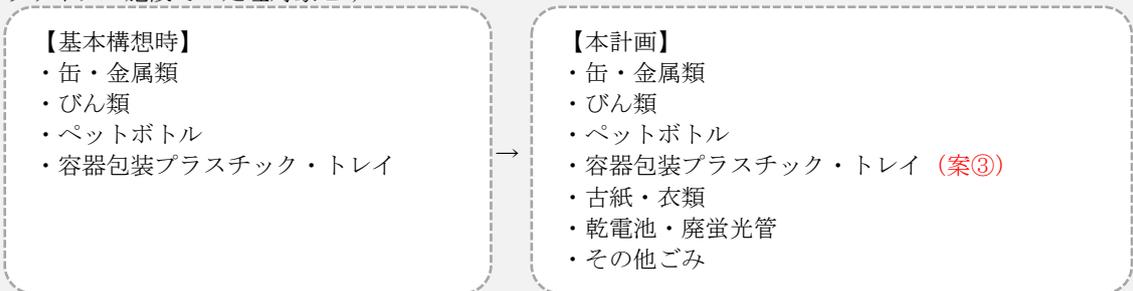 【基本構想時】
・缶・金属類
・びん類
・ペットボトル
・容器包装プラスチック・トレイ
→
【本計画】
・缶・金属類
・びん類
・ペットボトル
・容器包装プラスチック・トレイ（案③）
・古紙・衣類
・乾電池・廃蛍光管
・その他ごみ